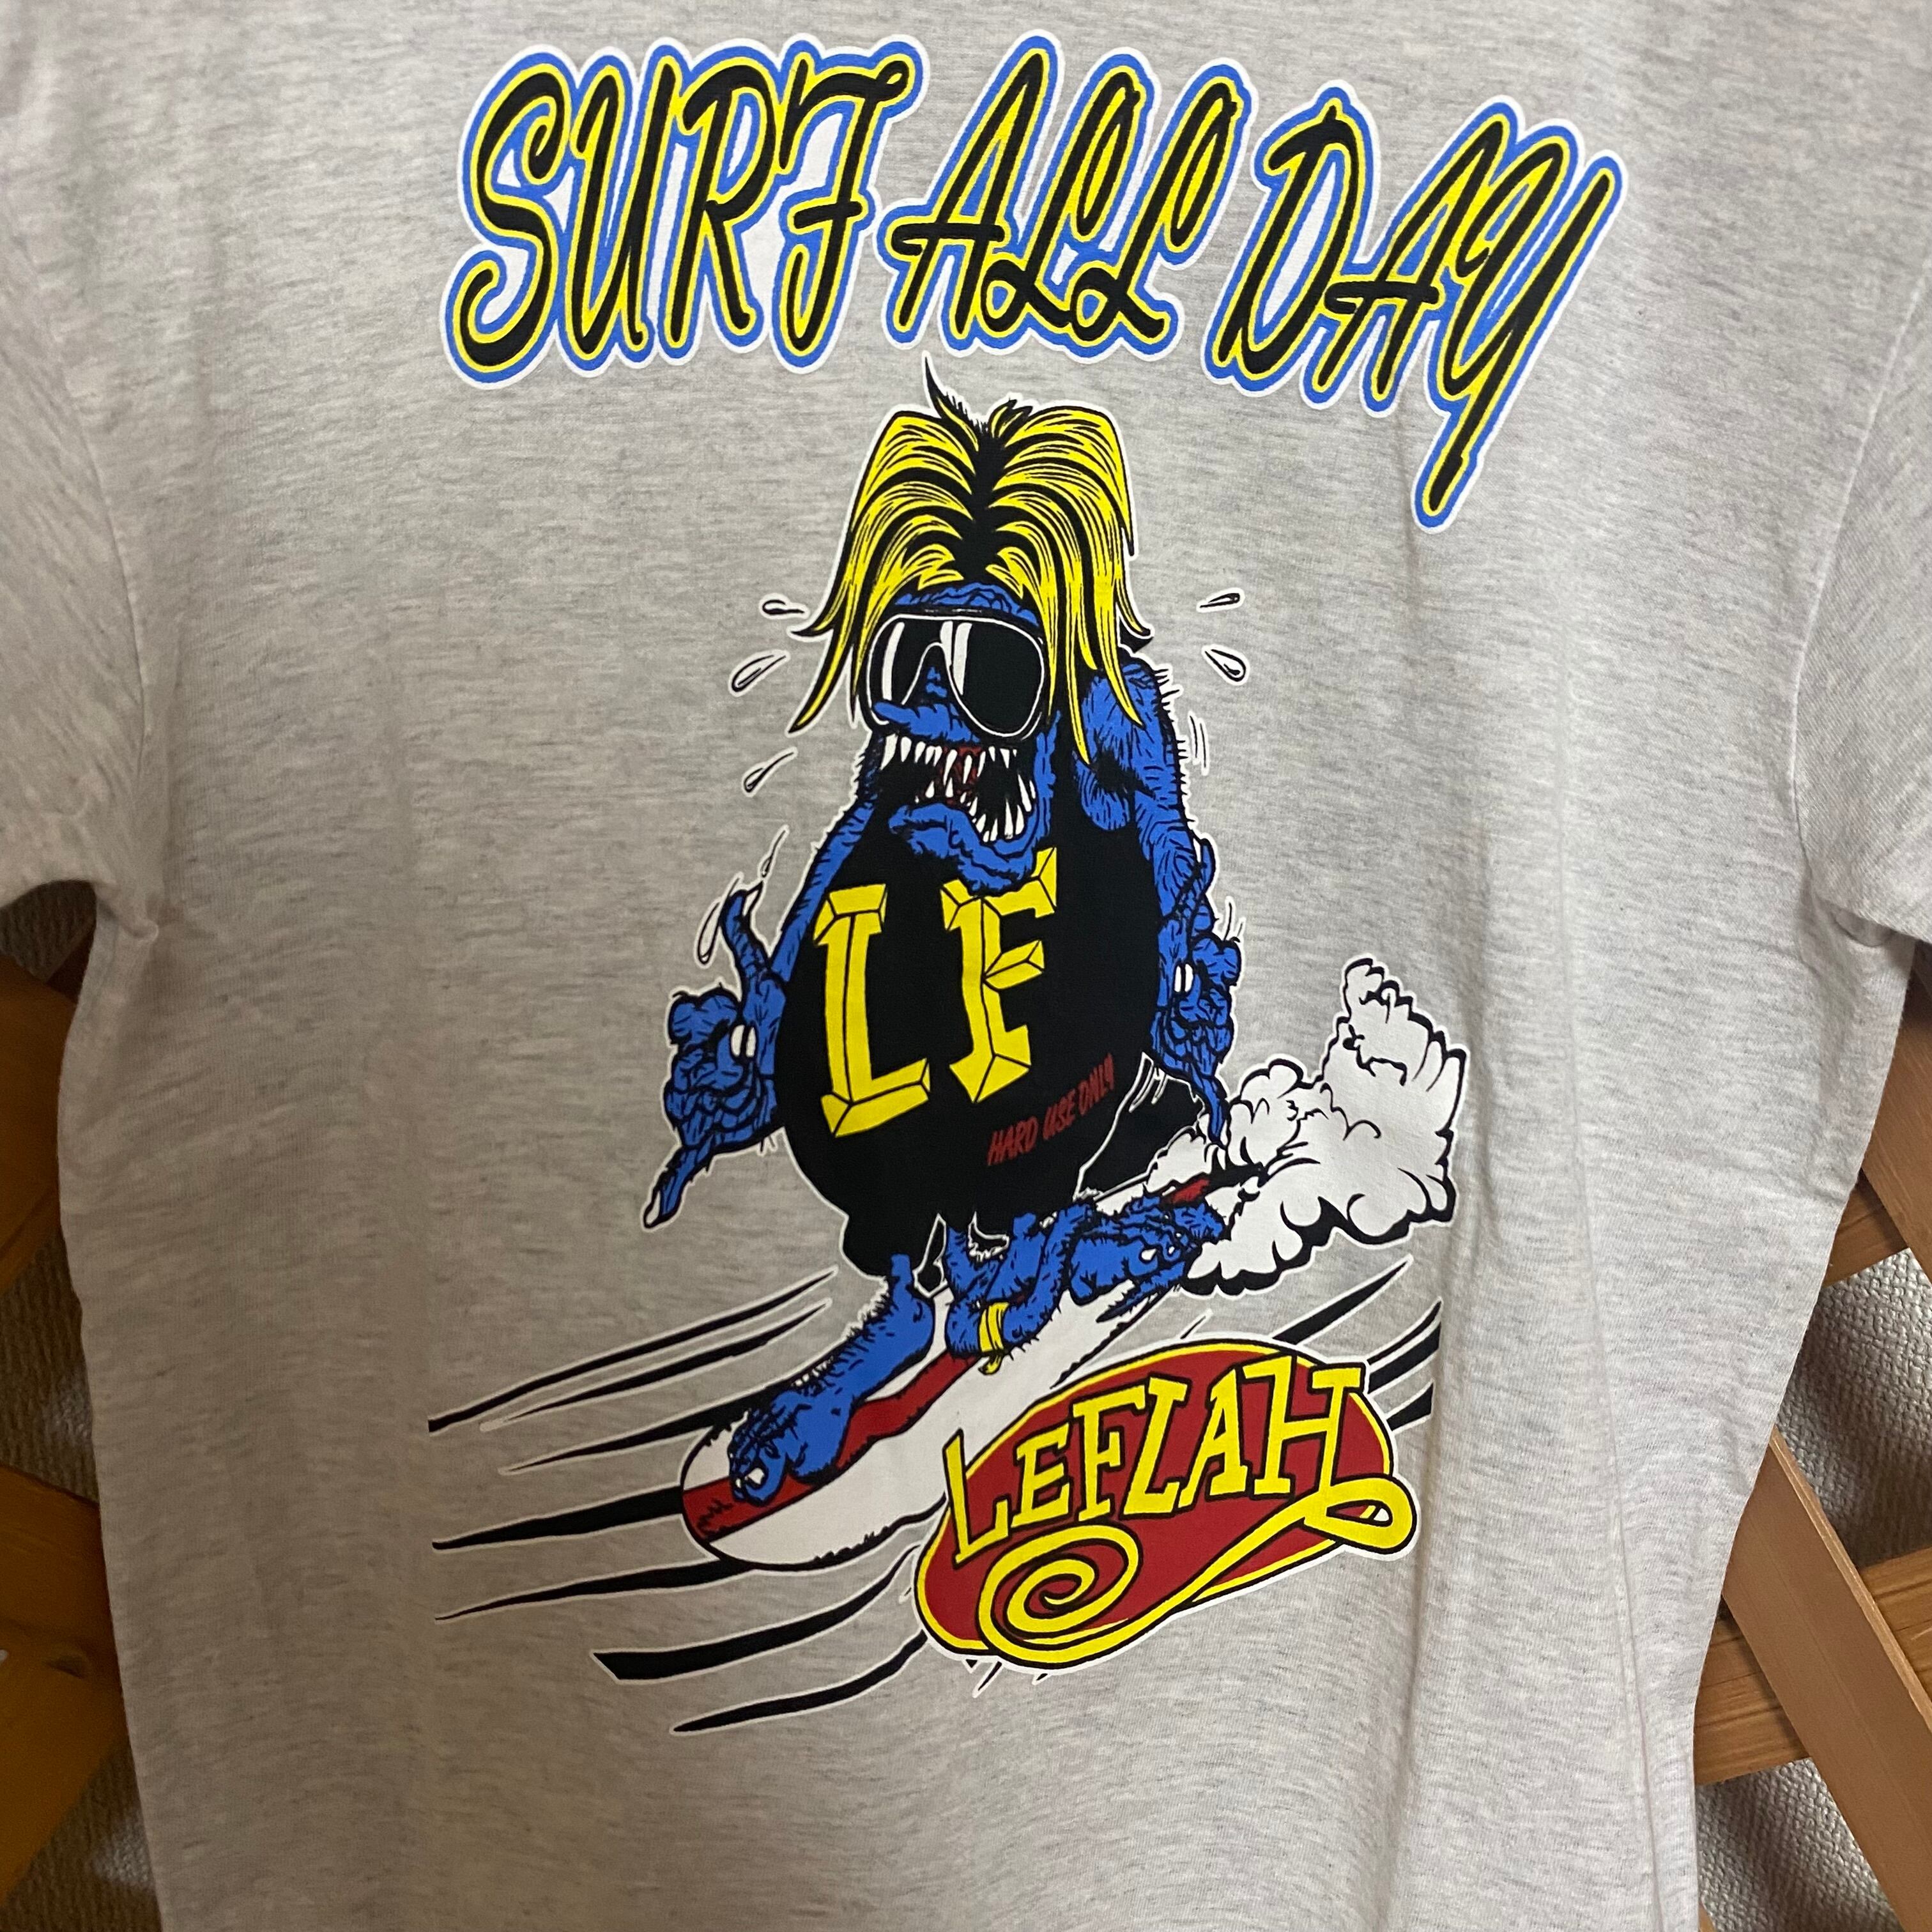 SURF ALL DAY
LF
HARD USE ONLY
LEFLAH